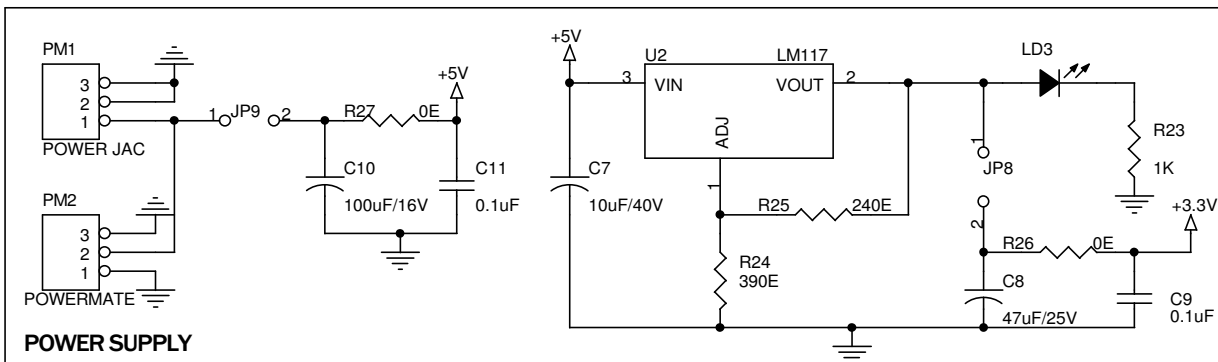 PM1
3
2
1
POWER JAC
PM2
3
2
1
POWERMATE
1
JP9
2
R27
0E
+5V
C10
100uF/16V
C11
0.1uF
+5V
U2
LM117
3
VIN
VOUT
2
ADJ
1
C7
10uF/40V
R25
240E
R24
390E
LD3
R23
1K
1
JP8
2
R26
0E
+3.3V
C8
47uF/25V
C9
0.1uF
POWER SUPPLY